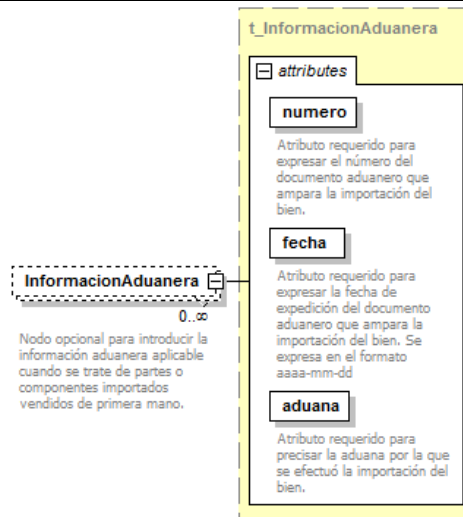 t_InformacionAduanera
attributes
numero
Atributo requerido para
expresar el número del
documento aduanero que
ampara la importación del
bien.
fecha
Atributo requerido para
expresar la fecha de
expedición del documento
aduanero que ampara la
importación del bien. Se
expresa en el formato
aaaa-mm-dd
InformacionAduanera
0..∞
Nodo opcional para introducir la
información aduanera aplicable
cuando se trate de partes o
componentes importados
vendidos de primera mano.
aduana
Atributo requerido para
precisar la aduana por la que
se efectuó la importación del
bien.